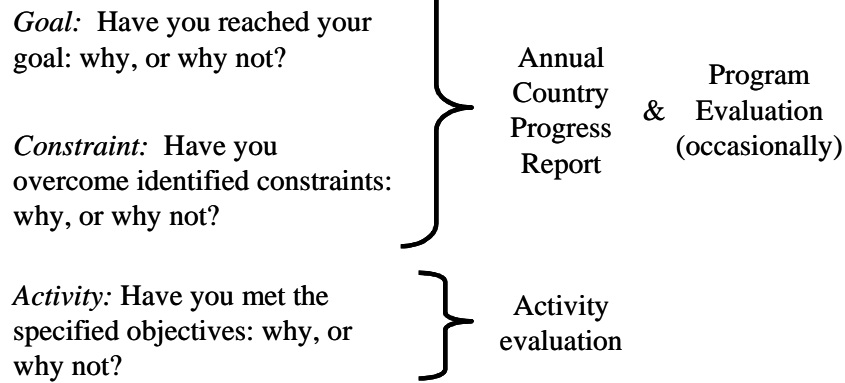 Goal: Have you reached your
goal: why, or why not?
Constraint: Have you
overcome identified constraints:
why, or why not?
Annual
Country
Progress
Report
&
Program
Evaluation
(occasionally)
Activity: Have you met the
specified objectives: why, or
why not?
Activity
evaluation